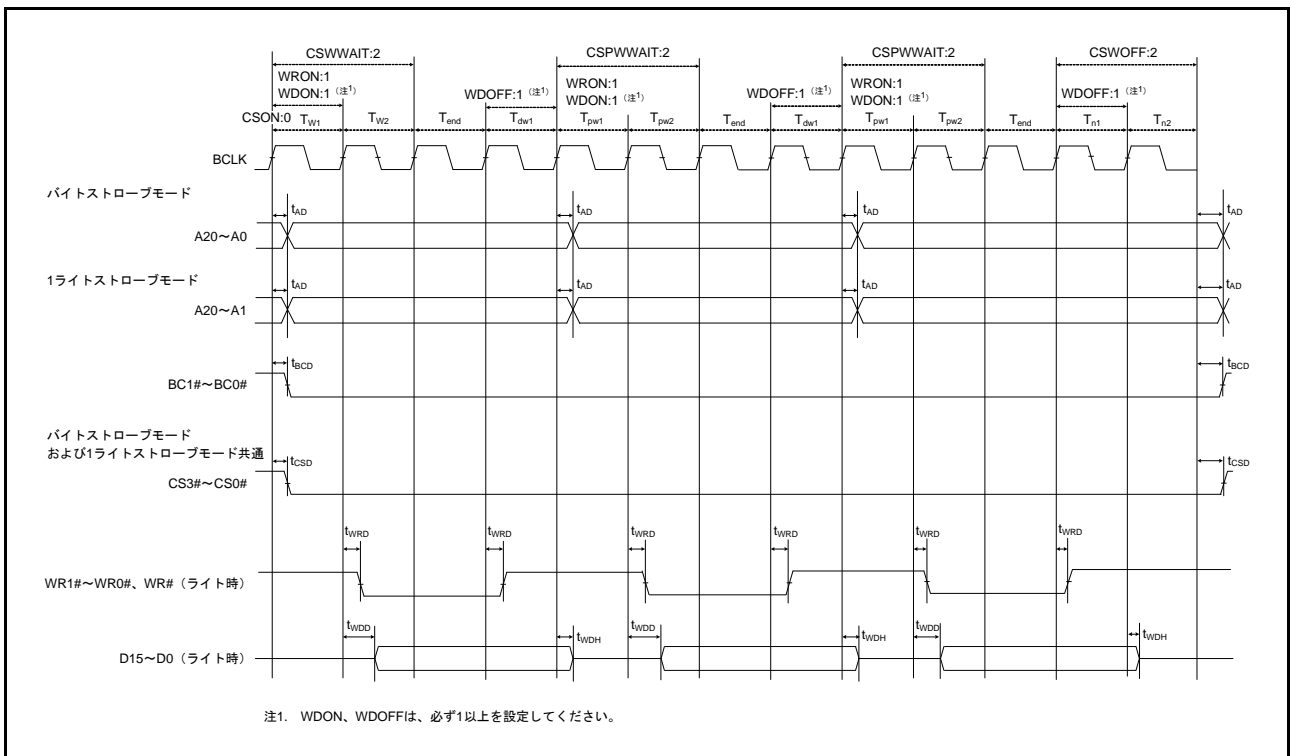 CSWWAIT:2 CSPWWAIT:2 CSPWWAIT:2 CSWOFF:2
WRON:1 WRON:1 WRON:1
WDON:1（注1） WDOFF:1（注1） WDON:1（注1） WDOFF:1（注1） WDON:1（注1） WDOFF:1（注1）
CSON:0 TW1 TW2 Tend Tdw1 Tpw1 Tpw2 Tend Tdw1 Tpw1 Tpw2 Tend Tn1 Tn2
BCLK
バイトストローブモード
tAD tAD tAD tAD
A20～A0
1ライトストローブモード
tAD tAD tAD tAD
A20～A1
tBCD tBCD
BC1#～BC0#
バイトストローブモード
および1ライトストローブモード共通
tCSD tCSD
CS3#～CS0#
tWRD tWRD tWRD tWRD tWRD tWRD
WR1#～WR0#、WR#（ライト時）
tWDD tWDH tWDD tWDH tWDD tWDH
D15～D0（ライト時）
注1. WDON、WDOFFは、必ず1以上を設定してください。